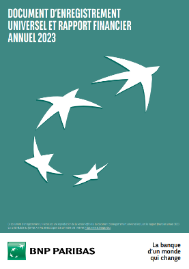 DOCUMENT D'ENREGISTREMENT
UNIVERSEL ET RAPPORT FINANCIER
ANNUEL 2023
BNP PARIBAS
La banque
d'un monde
qui change